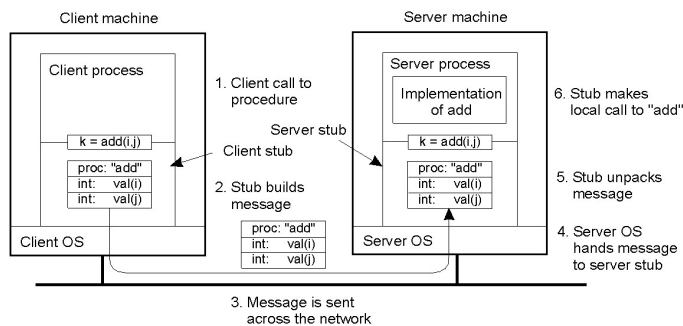 Client machine
Server machine
Client process
1. Client call to
procedure
Server process
Implementation
of add
6. Stub makes
local call to "add"
Server stub
k = add(i,j)
k = add(i,j)
Client stub
proc: "add"
int: val(i)
int: val(j)
2. Stub builds
message
proc: "add"
int: val(i)
int: val(j)
proc: "add"
int: val(i)
int: val(j)
5. Stub unpacks
message
4. Server OS
hands message
to server stub
Client OS
Server OS
3. Message is sent
across the network